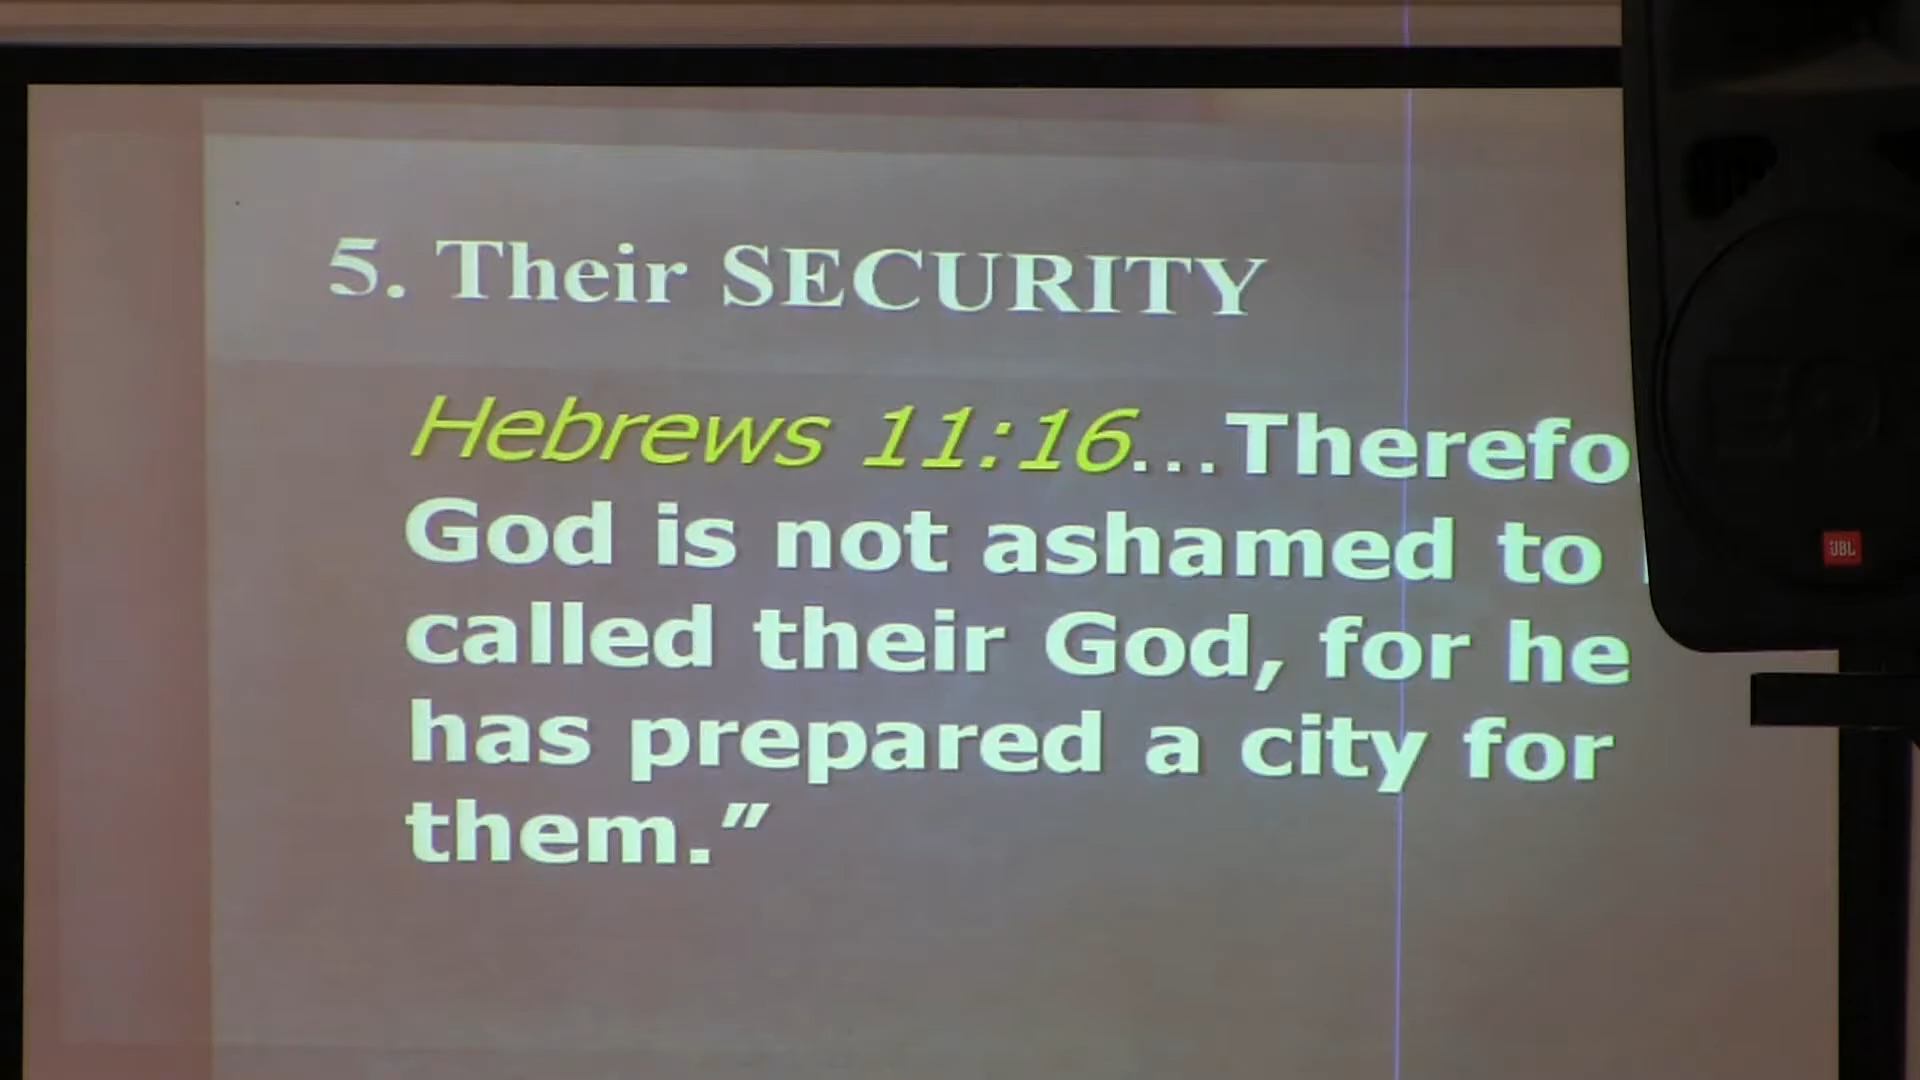 5. Their SECURITY
Hebrews 11:16...Therefo
God is not ashamed to
called their God, for he
has prepared a city for
them.”
JBL